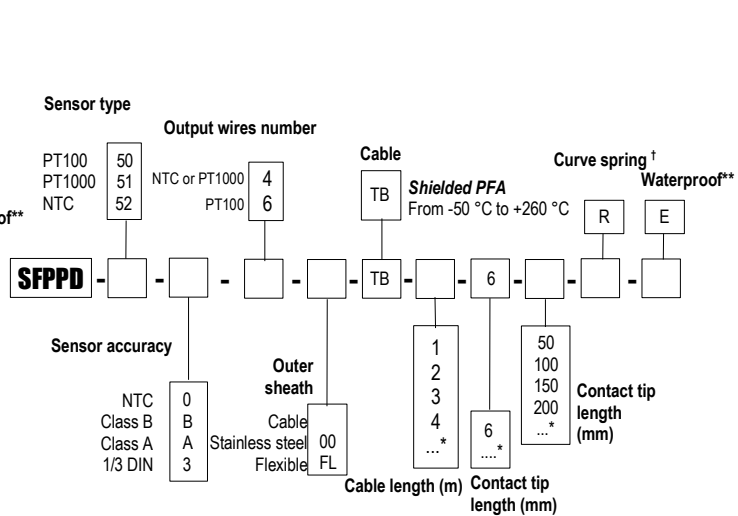 Sensor type
PT100 50
PT1000 51
NTC 52
Output wires number
NTC or PT1000 4
PT100 6
Cable
TB
Shielded PFA
From -50 °C to +260 °C
Curve spring †
R
Waterproof**
E
of**
SFPPD - - - - - TB - - 6 - - -
Sensor accuracy
NTC 0
Class B B
Class A A
1/3 DIN 3
Outer
sheath
Cable
Stainless steel 00
Flexible FL
1
2
3
4
...*
Cable length (m)
6
....*
Contact tip
length (mm)
50
100
150
200
...*
Contact tip
length
(mm)